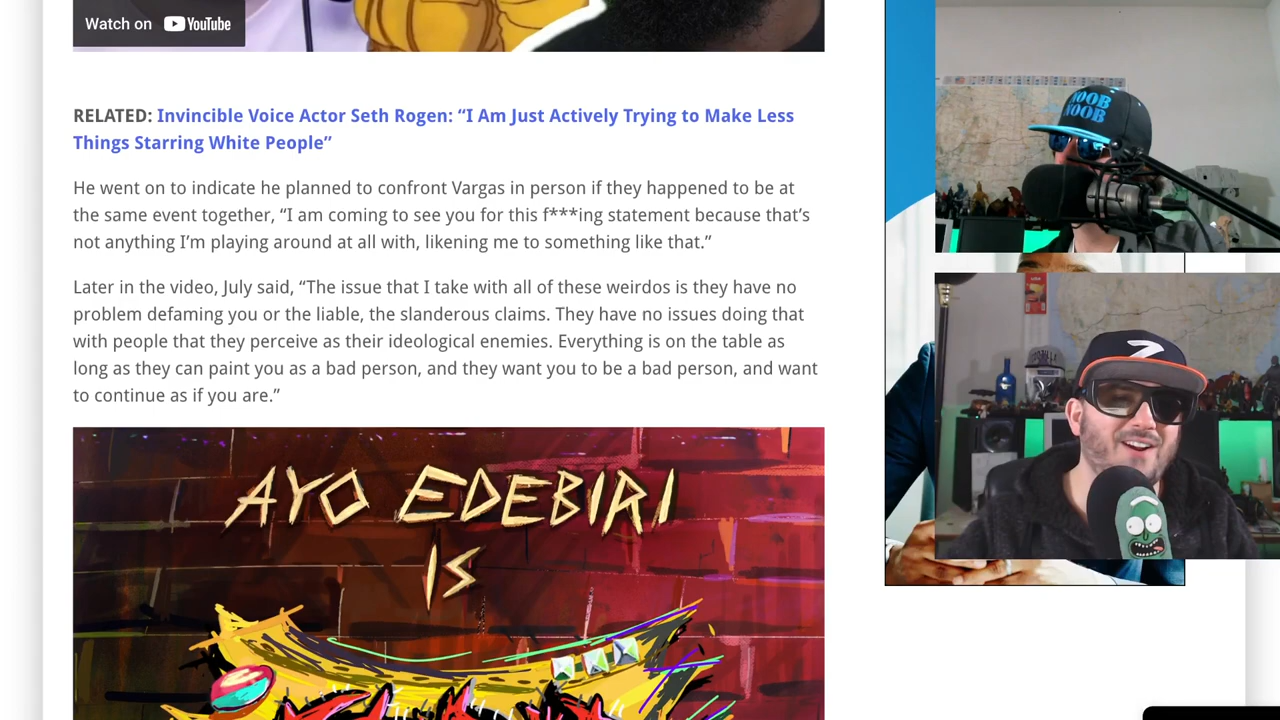 Watch on YouTube
RELATED: Invincible Voice Actor Seth Rogen: “I Am Just Actively Trying to Make Less
Things Starring White People”
He went on to indicate he planned to confront Vargas in person if they happened to be at
the same event together, “I am coming to see you for this f***ing statement because that’s
not anything I’m playing around at all with, likening me to something like that.”
Later in the video, July said, “The issue that I take with all of these weirdos is they have no
problem defaming you or the liable, the slanderous claims. They have no issues doing that
with people that they perceive as their ideological enemies. Everything is on the table as
long as they can paint you as a bad person, and they want you to be a bad person, and want
to continue as if you are.”
AYO EDEBIRI
IS
NOOB
NOOB